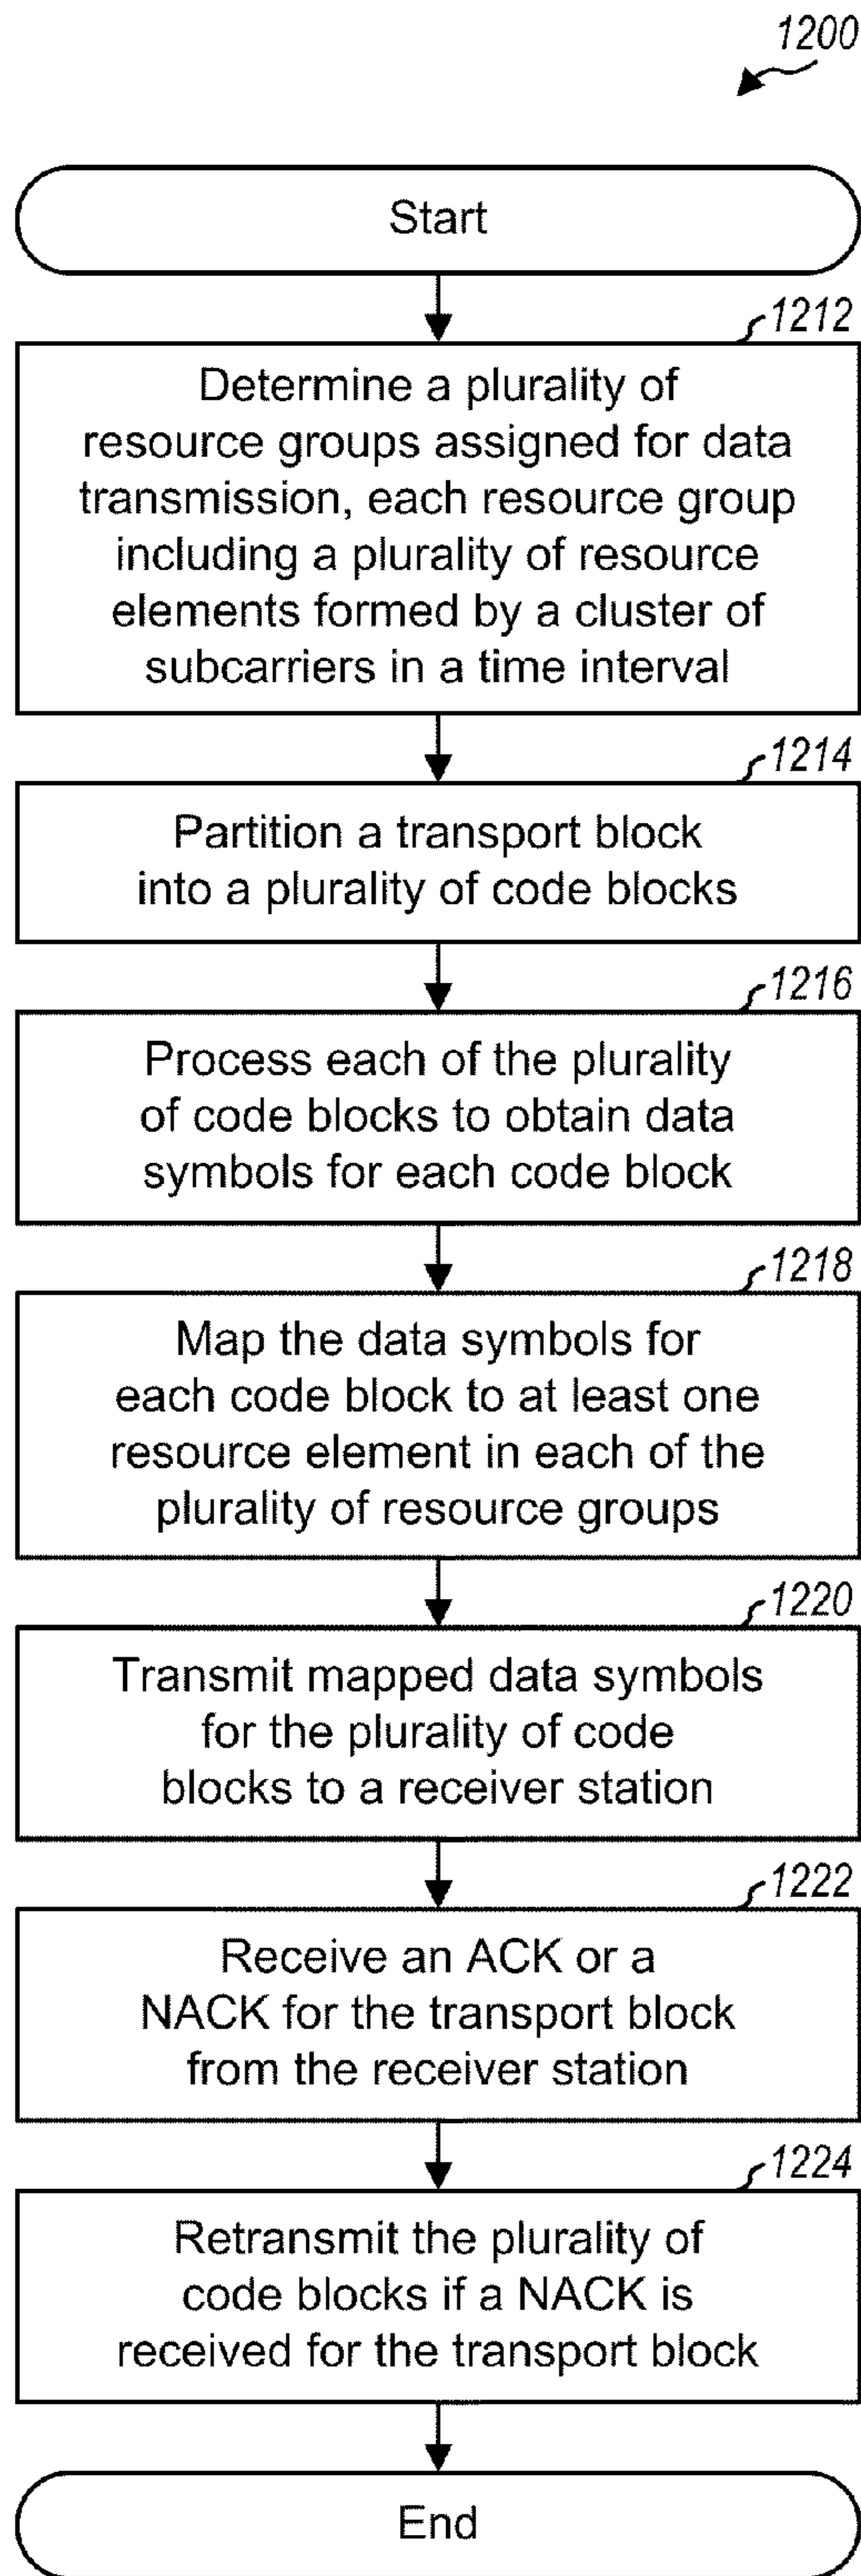 1200
Start
1212
Determine a plurality of
resource groups assigned for data
transmission, each resource group
including a plurality of resource
elements formed by a cluster of
subcarriers in a time interval
1214
Partition a transport block
into a plurality of code blocks
1216
Process each of the plurality
of code blocks to obtain data
symbols for each code block
1218
Map the data symbols for
each code block to at least one
resource element in each of the
plurality of resource groups
1220
Transmit mapped data symbols
for the plurality of code
blocks to a receiver station
1222
Receive an ACK or a
NACK for the transport block
from the receiver station
1224
Retransmit the plurality of
code blocks if a NACK is
received for the transport block
End